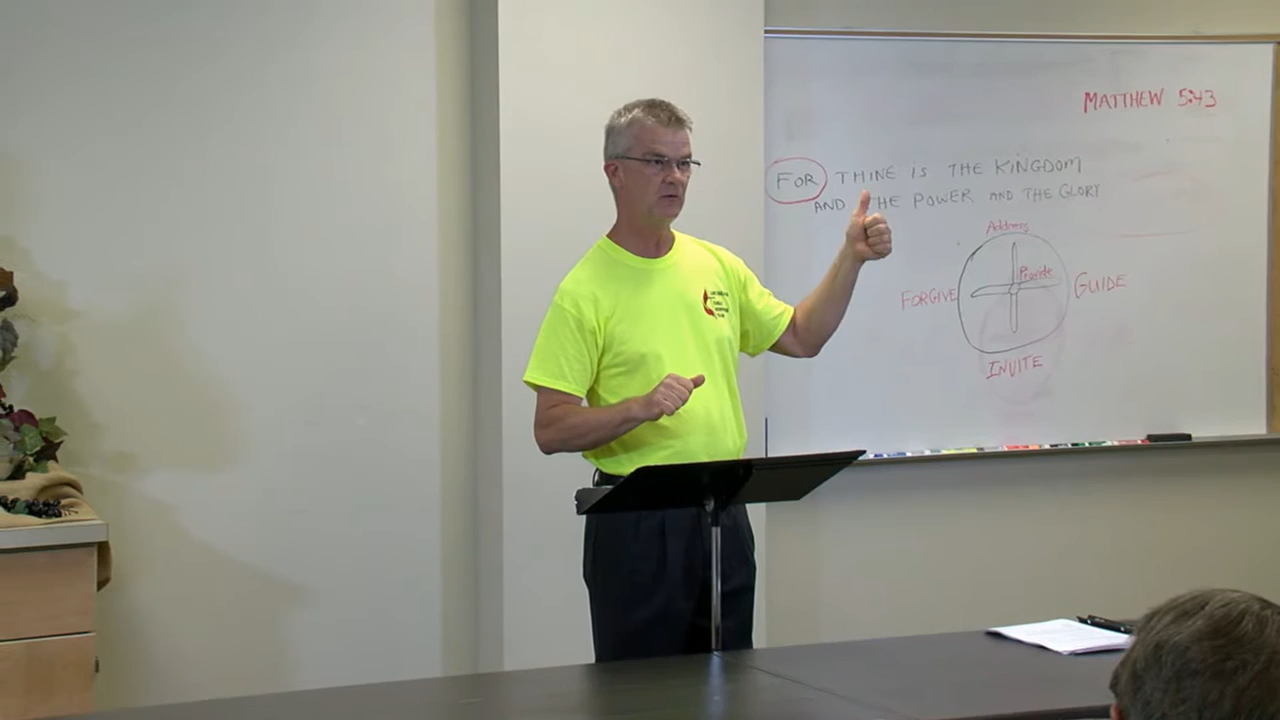 MATTHEW 5:43
FOR THINE IS THE KINGDOM
AND THE POWER AND THE GLORY
Address
Provide
FORGIVE
GUIDE
INVITE